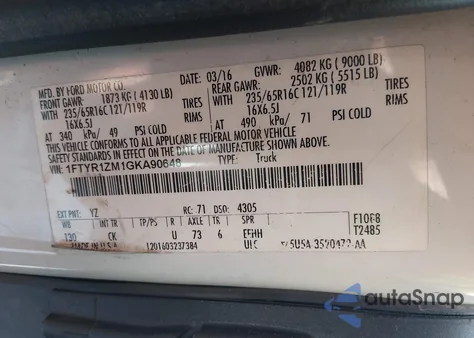 MFD. BY FORD MOTOR CO.
DATE: 03/16 GVWR: 4082 KG ( 9000 LB)
FRONT GAWR: 1873 KG ( 4130 LB) REAR GAWR: 2502 KG ( 5515 LB)
WITH 235/65R16C 121/119R TIRES WITH 235/65R16C 121/119R TIRES
16X6.5J RIMS 16X6.5J RIMS
AT 340 kPa/ 49 PSI COLD AT 490 kPa/ 71 PSI COLD
THIS VEHICLE CONFORMS TO ALL APPLICABLE FEDERAL MOTOR VEHICLE
SAFETY STANDARDS IN EFFECT ON THE DATE OF MANUFACTURE SHOWN ABOVE
VIN: 1FTYR1ZM1GKA90648 TYPE: Truck
EXT PNT: YZ RC: 71 DSO: 4305
WB INT TR TP/PS R AXLE TR SPR
130 CK U 73 6 F1088
MADE IN U.S.A. 1201603237384 ULC T2485
autoSnap